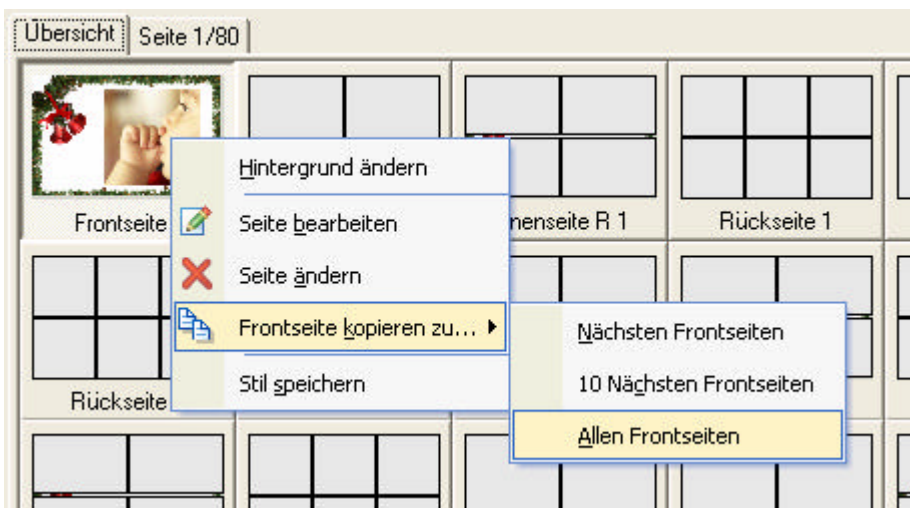 Übersicht Seite 1/80
Hintergrund ändern
Frontseite Seite bearbeiten nenseite R 1 Rückseite 1
Seite ändern
Frontseite kopieren zu... Nächsten Frontseiten
Rückseite Stil speichern 10 Nächsten Frontseiten
Allen Frontseiten